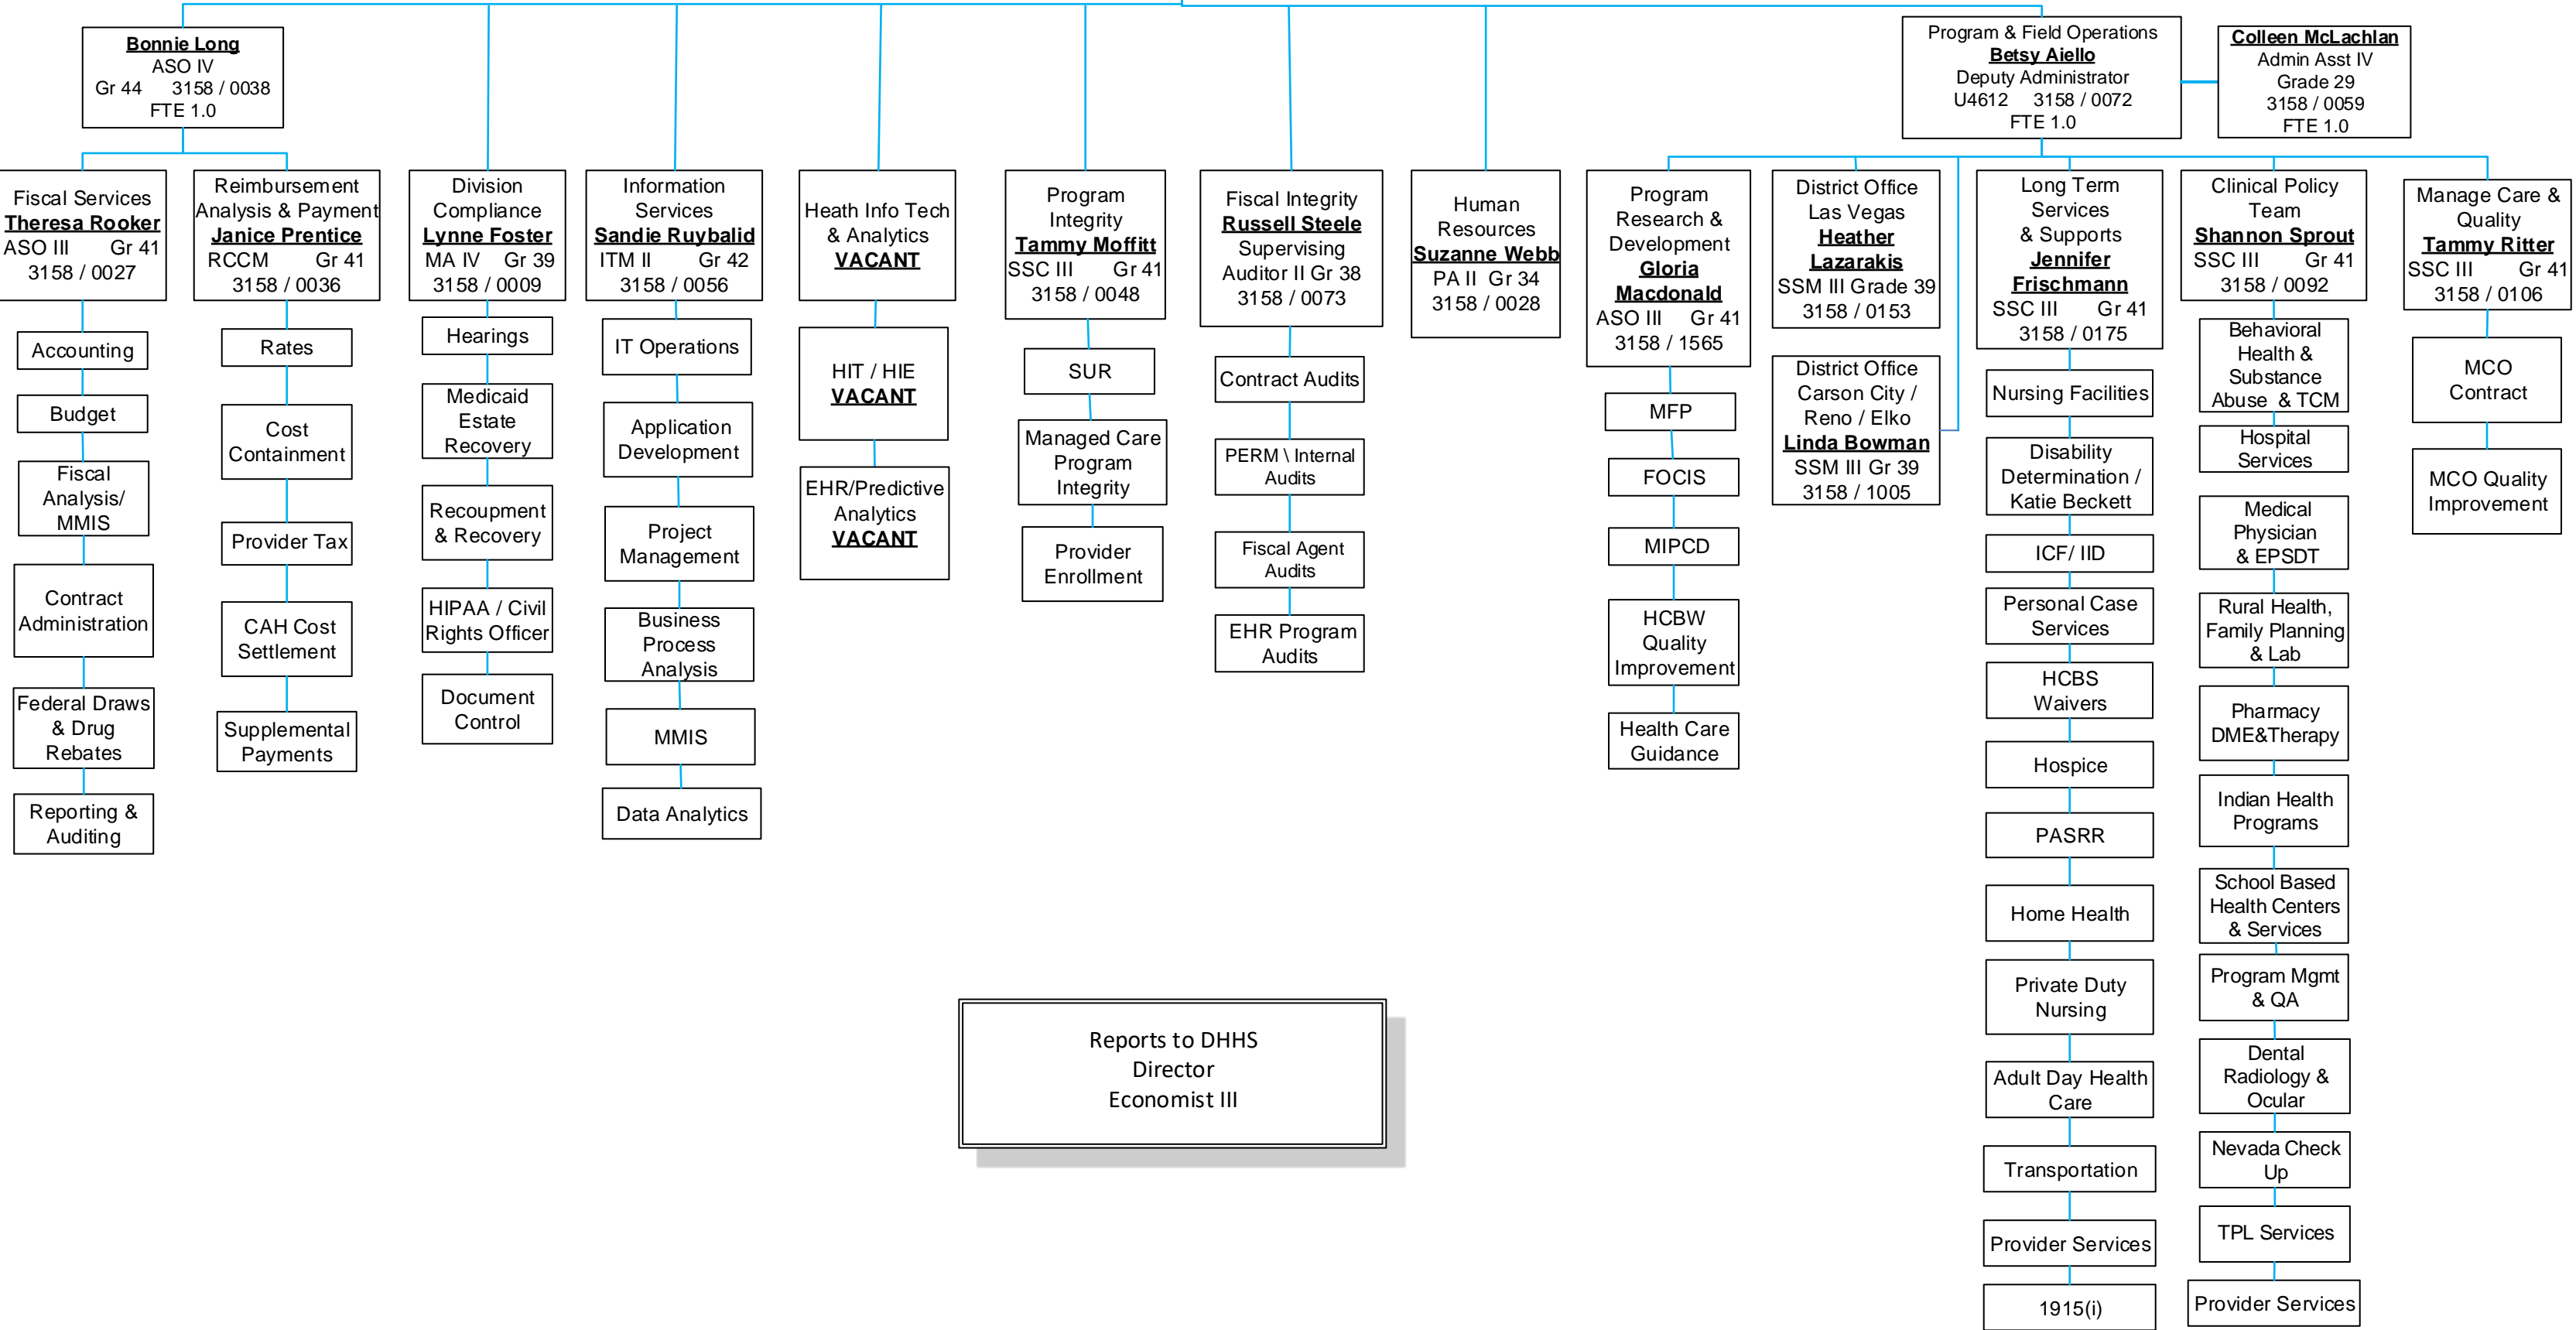 Bonnie Long
ASO IV
Gr 44 3158 / 0038
FTE 1.0
Program & Field Operations
Betsy Aiello
Deputy Administrator
U4612 3158 / 0072
FTE 1.0
Colleen McLachlan
Admin Asst IV
Grade 29
3158 / 0059
FTE 1.0
Fiscal Services
Theresa Rooker
ASO III Gr 41
3158 / 0027
Accounting
Budget
Fiscal
Analysis/
MMIS
Contract
Administration
Federal Draws
& Drug
Rebates
Reporting &
Auditing
Reimbursement
Analysis & Payment
Janice Prentice
RCCM Gr 41
3158 / 0036
Rates
Cost
Containment
Provider Tax
CAH Cost
Settlement
Supplemental
Payments
Division
Compliance
Lynne Foster
MA IV Gr 39
3158 / 0009
Hearings
Medicaid
Estate
Recovery
Recoupment
& Recovery
HIPAA / Civil
Rights Officer
Document
Control
Information
Services
Sandie Ruybalid
ITM II Gr 42
3158 / 0056
IT Operations
Application
Development
Project
Management
Business
Process
Analysis
MMIS
Data Analytics
Heath Info Tech
& Analytics
VACANT
HIT / HIE
VACANT
EHR/Predictive
Analytics
VACANT
Program
Integrity
Tammy Moffitt
SSC III Gr 41
3158 / 0048
SUR
Managed Care
Program
Integrity
Provider
Enrollment
Fiscal Integrity
Russell Steele
Supervising
Auditor II Gr 38
3158 / 0073
Contract Audits
PERM \ Internal
Audits
Fiscal Agent
Audits
EHR Program
Audits
Human
Resources
Suzanne Webb
PA II Gr 34
3158 / 0028
Program
Research &
Development
Gloria
Macdonald
ASO III Gr 41
3158 / 1565
MFP
FOCIS
MIPCD
HCBW
Quality
Improvement
Health Care
Guidance
District Office
Las Vegas
Heather
Lazarakis
SSM III Grade 39
3158 / 0153
District Office
Carson City /
Reno / Elko
Linda Bowman
SSM III Gr 39
3158 / 1005
Long Term
Services
& Supports
Jennifer
Frischmann
SSC III Gr 41
3158 / 0175
Nursing Facilities
Disability
Determination /
Katie Beckett
ICF/ IID
Personal Case
Services
HCBS
Waivers
Hospice
PASRR
Home Health
Private Duty
Nursing
Adult Day Health
Care
Transportation
Provider Services
1915(i)
Clinical Policy
Team
Shannon Sprout
SSC III Gr 41
3158 / 0092
Behavioral
Health &
Substance
Abuse & TCM
Hospital
Services
Medical
Physician
& EPSDT
Rural Health,
Family Planning
& Lab
Pharmacy
DME&Therapy
Indian Health
Programs
School Based
Health Centers
& Services
Program Mgmt
& QA
Dental
Radiology &
Ocular
Nevada Check
Up
TPL Services
Provider Services
Manage Care &
Quality
Tammy Ritter
SSC III Gr 41
3158 / 0106
MCO
Contract
MCO Quality
Improvement
Reports to DHHS
Director
Economist III